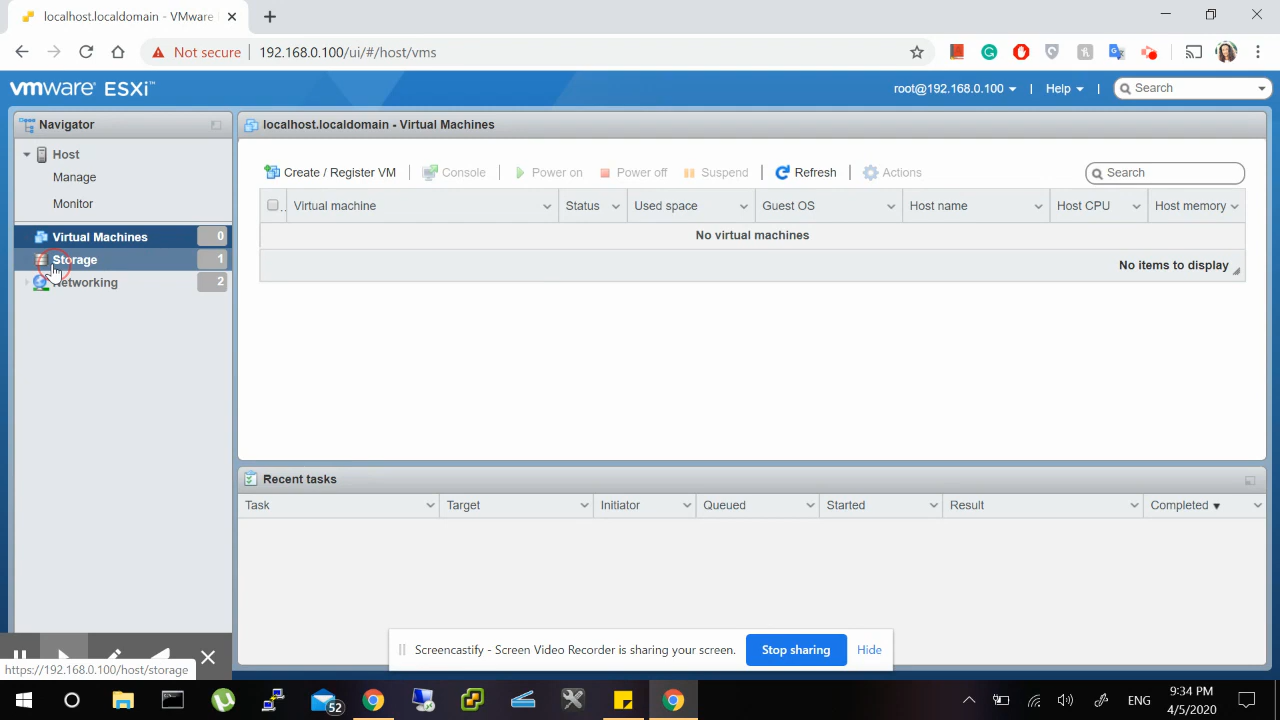 localhost.localdomain - VMware
Not secure 192.168.0.100/ui/#/host/vms
vmware ESXi™
root@192.168.0.100 | Help | Search
Navigator
Host
Manage
Monitor
Virtual Machines 0
Storage 1
Networking 2
localhost.localdomain - Virtual Machines
Create / Register VM | Console | Power on Power off Suspend | Refresh | Actions Search
Virtual machine Status Used space Guest OS Host name Host CPU Host memory
No virtual machines
No items to display
Recent tasks
Task Target Initiator Queued Started Result Completed ▼
Screencastify - Screen Video Recorder is sharing your screen. Stop sharing Hide
https://192.168.0.100/host/storage
52
ENG
9:34 PM
4/5/2020